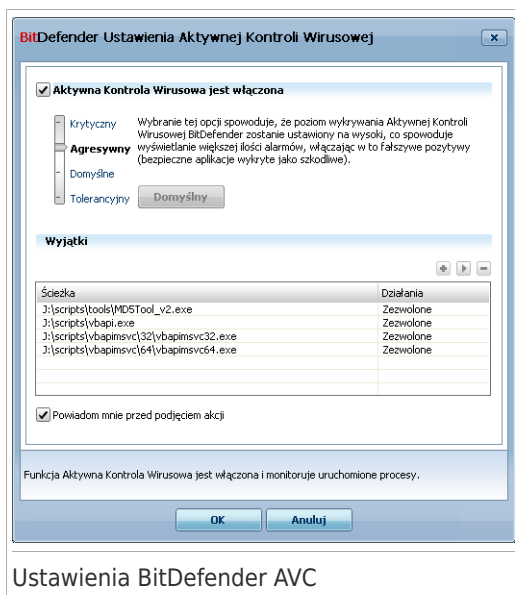 BitDefender Ustawienia Aktywnej Kontroli Wirusowej
Aktywna Kontrola Wirusowa jest włączona
Krytyczny
Agresywny
Domyślne
Tolerancyjny
Wybranie tej opcji spowoduje, że poziom wykrywania Aktywnej Kontroli
Wirusowej BitDefender zostanie ustawiony na wysoki, co spowoduje
wyświetlanie większej ilości alarmów, włączając w to fałszywe pozytywy
(bezpieczne aplikacje wykryte jako szkodliwe).
Domyślny
Wyjątki
Ścieżka Działania
J:\scripts\tools\MD5Tool_v2.exe Zezwolone
J:\scripts\vbapi.exe Zezwolone
J:\scripts\vbapimsvc\32\vbapimsvc32.exe Zezwolone
J:\scripts\vbapimsvc\64\vbapimsvc64.exe Zezwolone
Powiadom mnie przed podjęciem akcji
Funkcja Aktywna Kontrola Wirusowa jest włączona i monitoruje uruchomione procesy.
OK Anuluj
Ustawienia BitDefender AVC